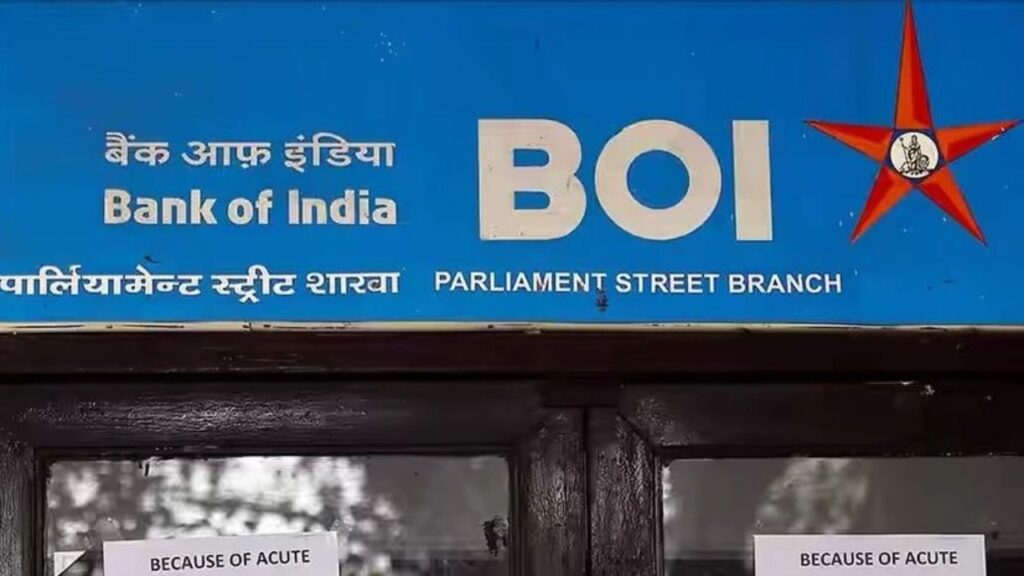 बैंक आफ़ इंडिया
Bank of India
BOI
पार्लियामेन्ट स्ट्रीट शाखा
PARLIAMENT STREET BRANCH
BECAUSE OF ACUTE
BECAUSE OF ACUTE